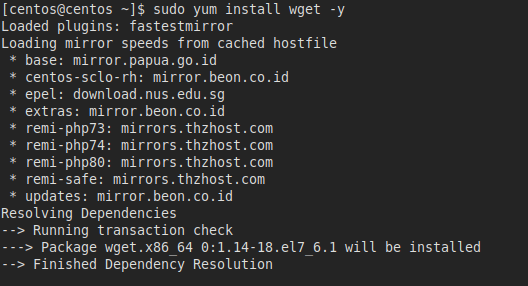 [centos@centos ~]$ sudo yum install wget -y
Loaded plugins: fastestmirror
Loading mirror speeds from cached hostfile
 * base: mirror.papua.go.id
 * centos-sclo-rh: mirror.beon.co.id
 * epel: download.nus.edu.sg
 * extras: mirror.beon.co.id
 * remi-php73: mirrors.thzhost.com
 * remi-php74: mirrors.thzhost.com
 * remi-php80: mirrors.thzhost.com
 * remi-safe: mirrors.thzhost.com
 * updates: mirror.beon.co.id
Resolving Dependencies
--> Running transaction check
---> Package wget.x86_64 0:1.14-18.el7_6.1 will be installed
--> Finished Dependency Resolution